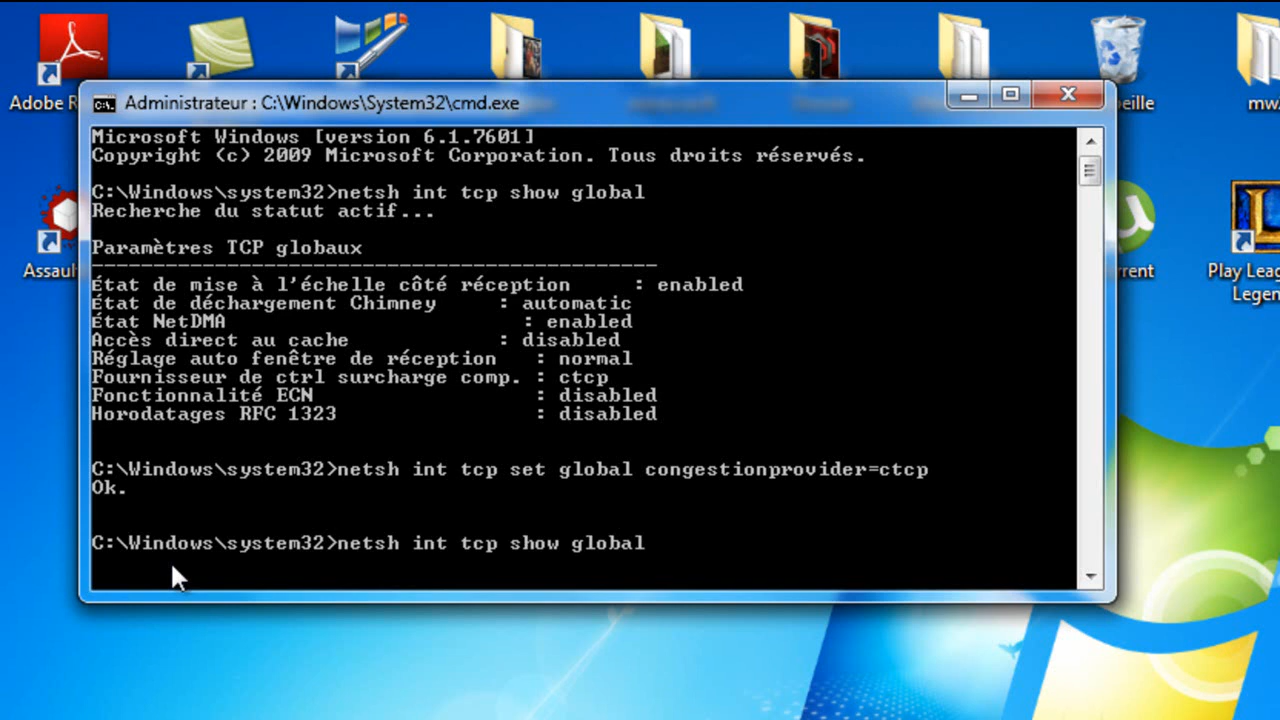 Adobe R
eille
mw
Administrateur : C:\Windows\System32\cmd.exe
Microsoft Windows [version 6.1.7601]
Copyright (c) 2009 Microsoft Corporation. Tous droits réservés.
C:\Windows\system32>netsh int tcp show global
Recherche du statut actif...
Paramètres TCP globaux
----------------------------------------------
État de mise à l'échelle côté réception : enabled
État de déchargement Chimney : automatic
État NetDMA : enabled
Accès direct au cache : disabled
Réglage auto fenêtre de réception : normal
Fournisseur de ctrl surcharge comp. : ctcp
Fonctionnalité ECN : disabled
Horodatages RFC 1323 : disabled
C:\Windows\system32>netsh int tcp set global congestionprovider=ctcp
Ok.
C:\Windows\system32>netsh int tcp show global
Assaul
rrent
Play Leag
Legen